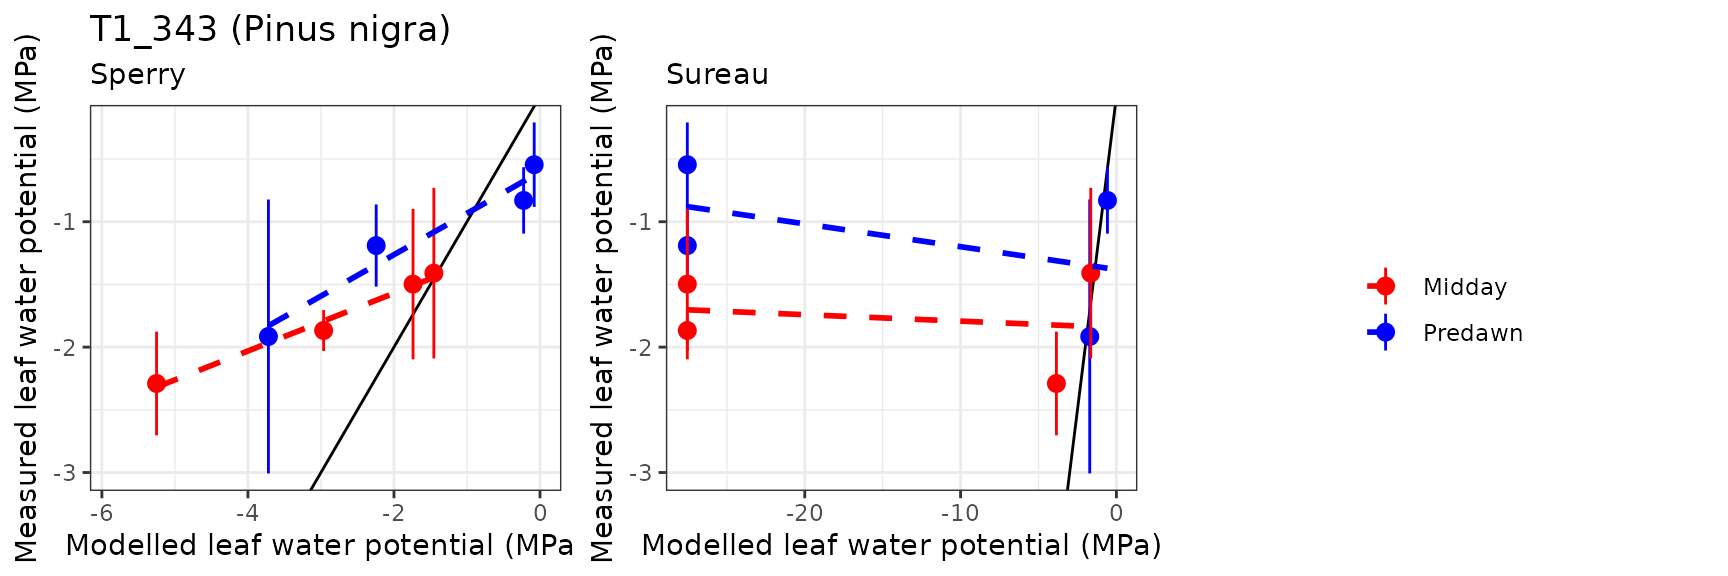 T1_343 (Pinus nigra)
Sperry
Measured leaf water potential (MPa)
-1
-2
-3
-6
-4
-2
0
Modelled leaf water potential (MPa
Sureau
Measured leaf water potential (MPa)
-1
-2
-3
-20
-10
0
Modelled leaf water potential (MPa)
Midday
Predawn